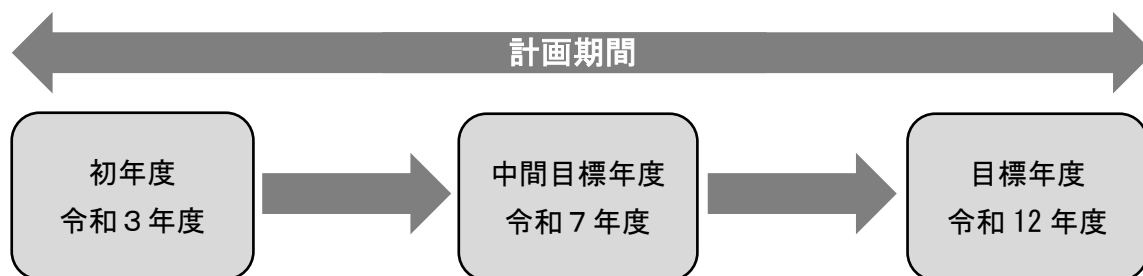 計画期間
初年度
令和３年度
中間目標年度
令和７年度
目標年度
令和 12 年度